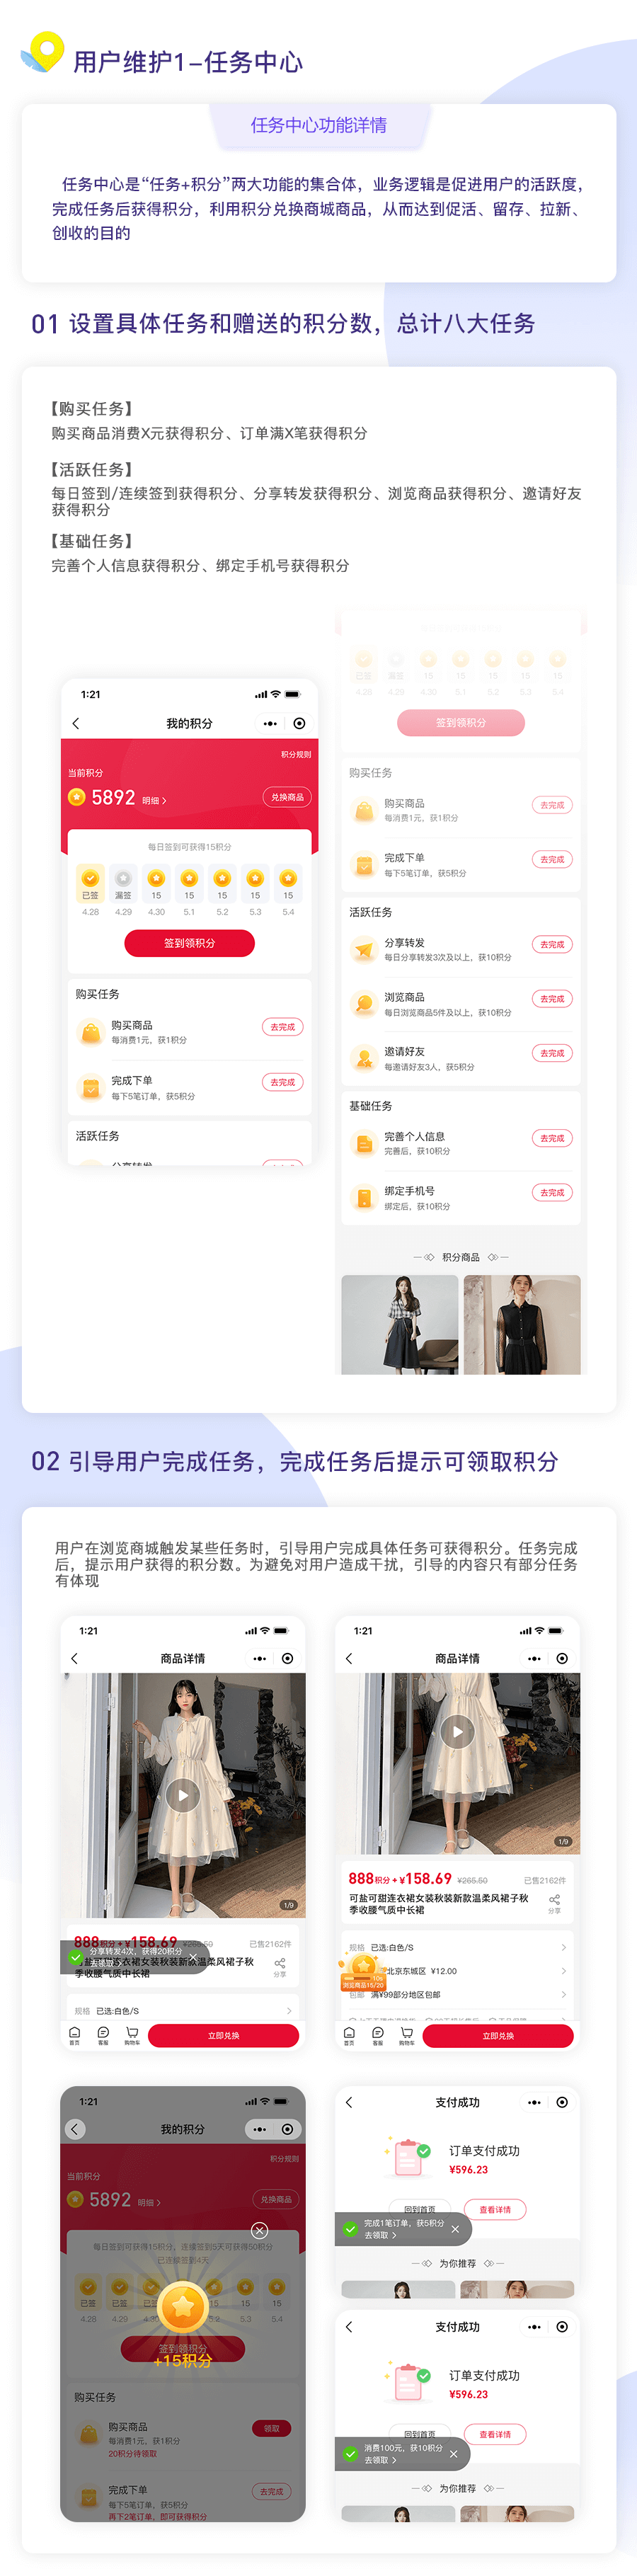 用户维护1-任务中心
任务中心功能详情
任务中心是“任务+积分”两大功能的集合体，业务逻辑是促进用户的活跃度，
完成任务后获得积分，利用积分兑换商城商品，从而达到促活、留存、拉新、
创收的目的
01 设置具体任务和赠送的积分数，总计八大任务
【购买任务】
购买商品消费X元获得积分、订单满X笔获得积分
【活跃任务】
每日签到/连续签到获得积分、分享转发获得积分、浏览商品获得积分、邀请好友
获得积分
【基础任务】
完善个人信息获得积分、绑定手机号获得积分
1:21
我的积分
积分规则
当前积分
5892 明细
兑换商品
每日签到可获得15积分
已签 漏签 15 15 15 15 15
4.28 4.29 4.30 5.1 5.2 5.3 5.4
签到领积分
购买任务
购买商品
每消费1元，获1积分
去完成
完成下单
每下5笔订单，获5积分
去完成
活跃任务
分享转发
已签 漏签 15 15 15 15 15
4.28 4.29 4.30 5.1 5.2 5.3 5.4
签到领积分
购买任务
购买商品
每消费1元，获1积分
去完成
完成下单
每下5笔订单，获5积分
去完成
活跃任务
分享转发
每日分享转发3次及以上，获10积分
去完成
浏览商品
每日浏览商品5件及以上，获10积分
去完成
邀请好友
每邀请好友3人，获5积分
去完成
基础任务
完善个人信息
完善后，获10积分
去完成
绑定手机号
绑定后，获10积分
去完成
积分商品
02 引导用户完成任务，完成任务后提示可领取积分
用户在浏览商城触发某些任务时，引导用户完成具体任务可获得积分。任务完成
后，提示用户获得的积分数。为避免对用户造成干扰，引导的内容只有部分任务
有体现
1:21
商品详情
1/9
888积分+¥158.69 ¥265.50 已售2162件
分享转发4次，获得20积分
去领取
可盐可甜连衣裙女装秋装新款温柔风裙子秋
季收腰气质中长裙
分享
规格 已选:白色/S
首页 客服 购物车 立即兑换
1:21
商品详情
1/9
888积分+¥158.69 ¥265.50 已售2162件
可盐可甜连衣裙女装秋装新款温柔风裙子秋
季收腰气质中长裙
分享
规格 已选:白色/S
北京东城区 ¥12.00
10s
浏览商品15/20
包邮 满¥99部分地区包邮
首页 客服 购物车 立即兑换
1:21
我的积分
积分规则
当前积分
5892 明细
兑换商品
每日签到可获得15积分，连续签到5天可获得50积分
已连续签到4天
已签 已签 已签 15 15 15
4.28 4.29 4.30 5.2 5.3 5.4
签到领积分
+15积分
购买任务
购买商品
每消费1元，获1积分
20积分待领取
领取
完成下单
每下5笔订单，获5积分
再下2笔订单，即可获得积分
去完成
支付成功
订单支付成功
¥596.23
回到首页 查看详情
完成1笔订单，获5积分
去领取
为你推荐
支付成功
订单支付成功
¥596.23
回到首页 查看详情
消费100元，获10积分
去领取
为你推荐